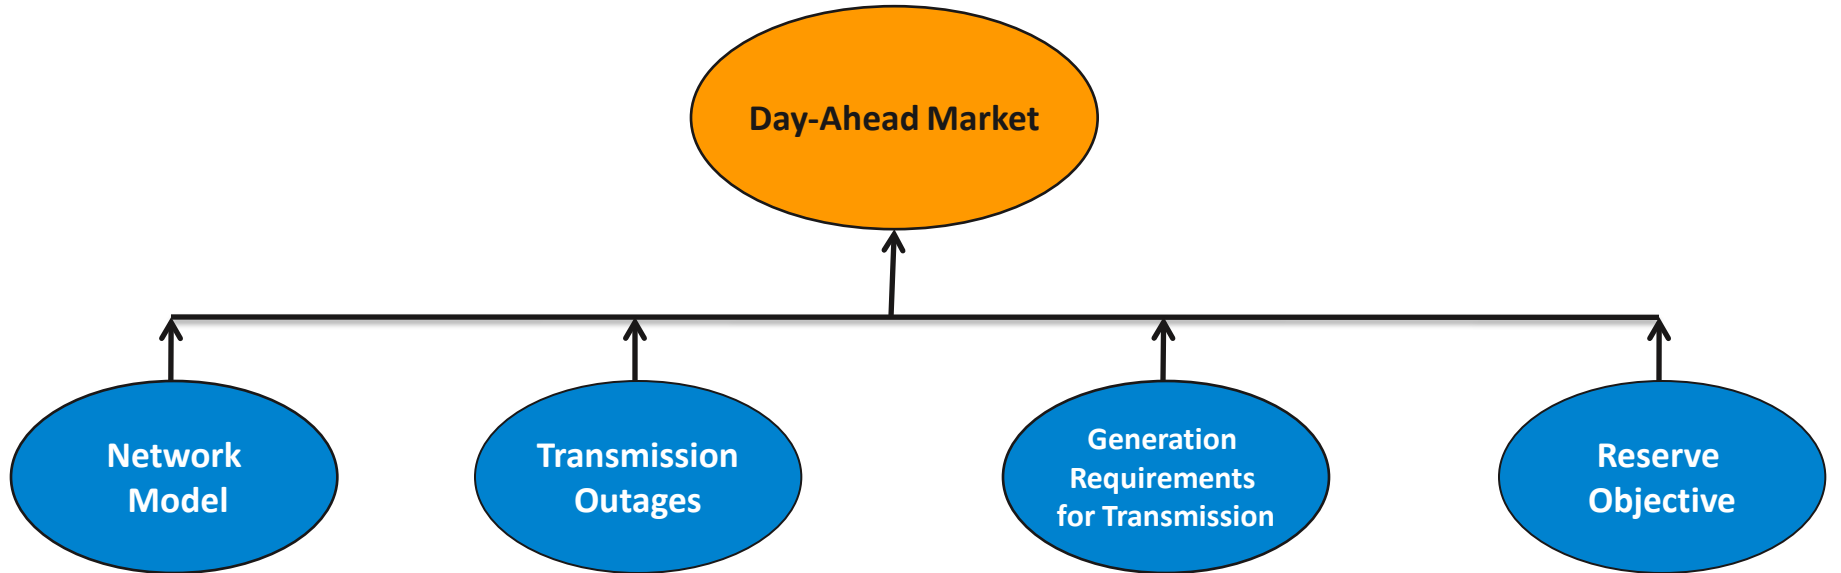 Day-Ahead Market
Network
Model
Transmission
Outages
Generation
Requirements
for Transmission
Reserve
Objective